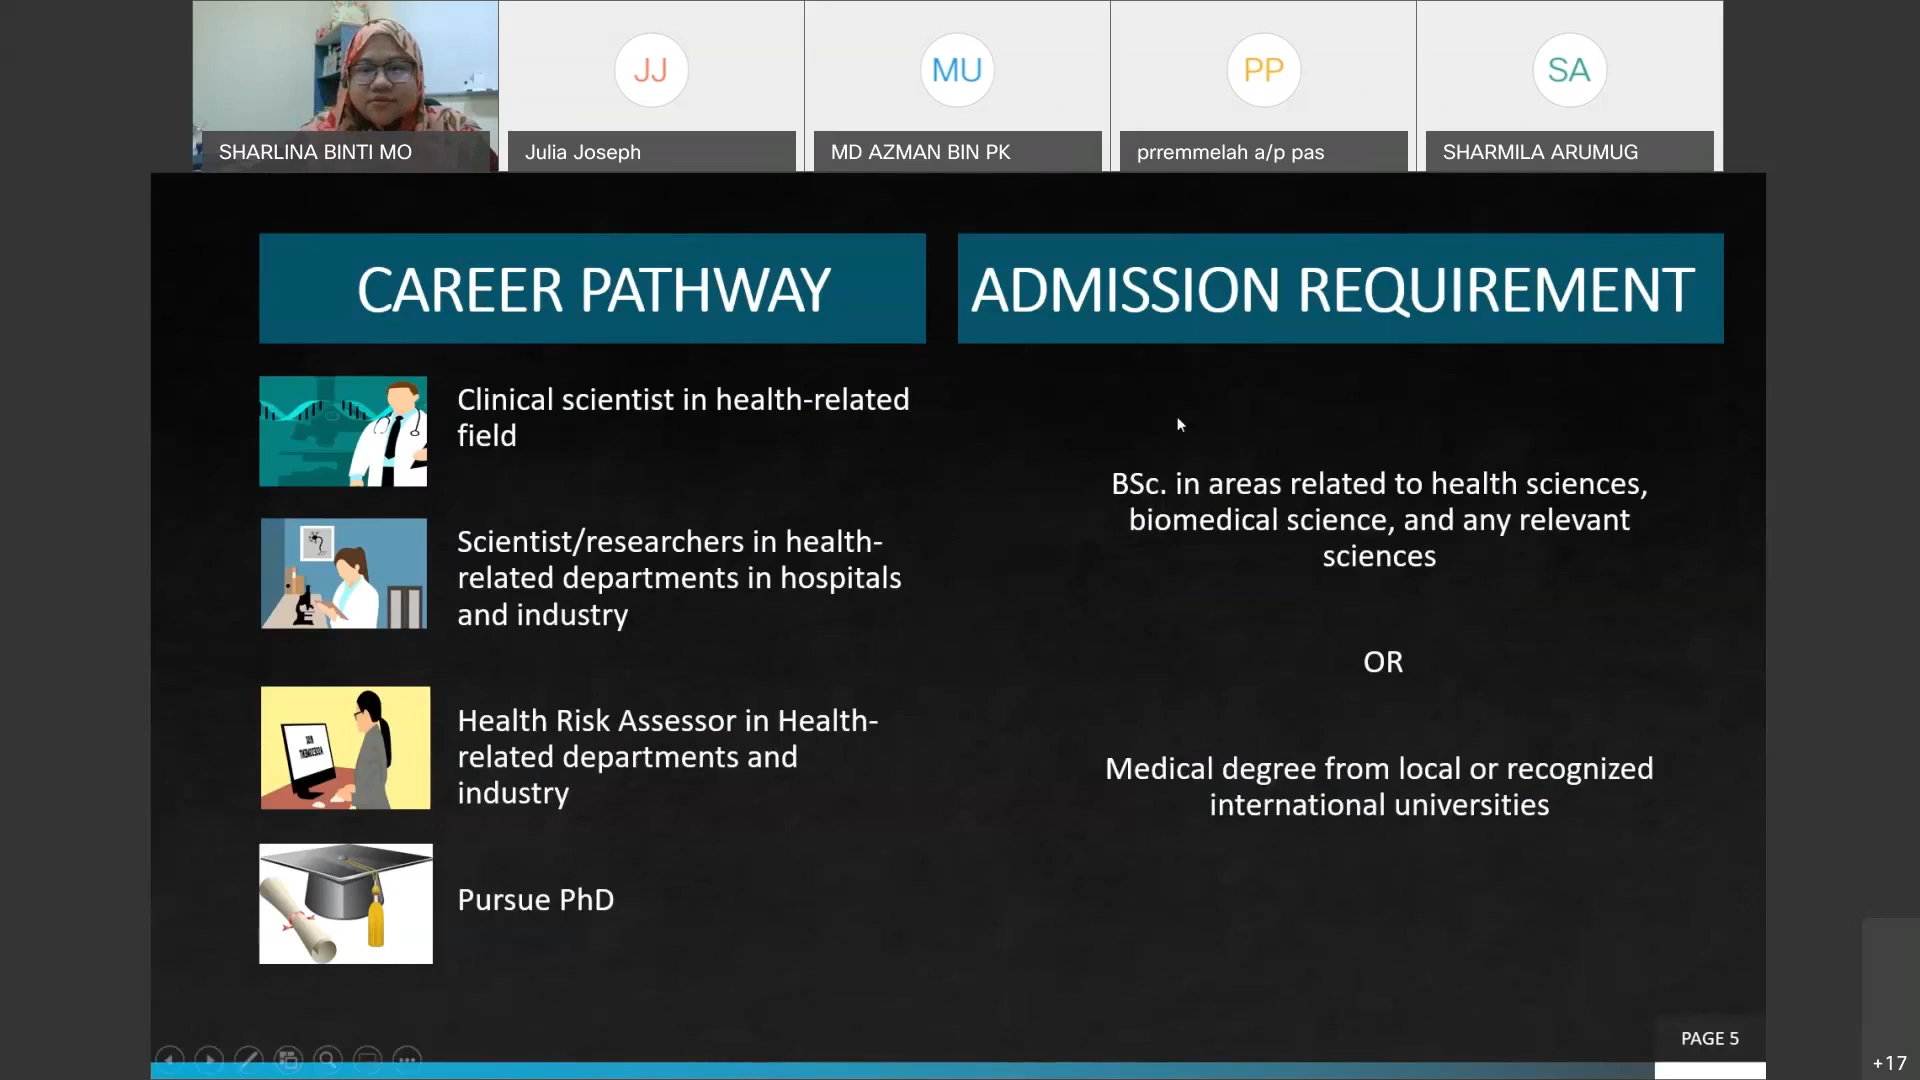 JJ
MU
PP
SA
SHARLINA BINTI MO
Julia Joseph
MD AZMAN BIN PK
prremmelah a/p pas
SHARMILA ARUMUG
CAREER PATHWAY
ADMISSION REQUIREMENT
Clinical scientist in health-related
field
Scientist/researchers in health-
related departments in hospitals
and industry
Health Risk Assessor in Health-
related departments and
industry
Pursue PhD
BSc. in areas related to health sciences,
biomedical science, and any relevant
sciences
OR
Medical degree from local or recognized
international universities
PAGE 5
+17